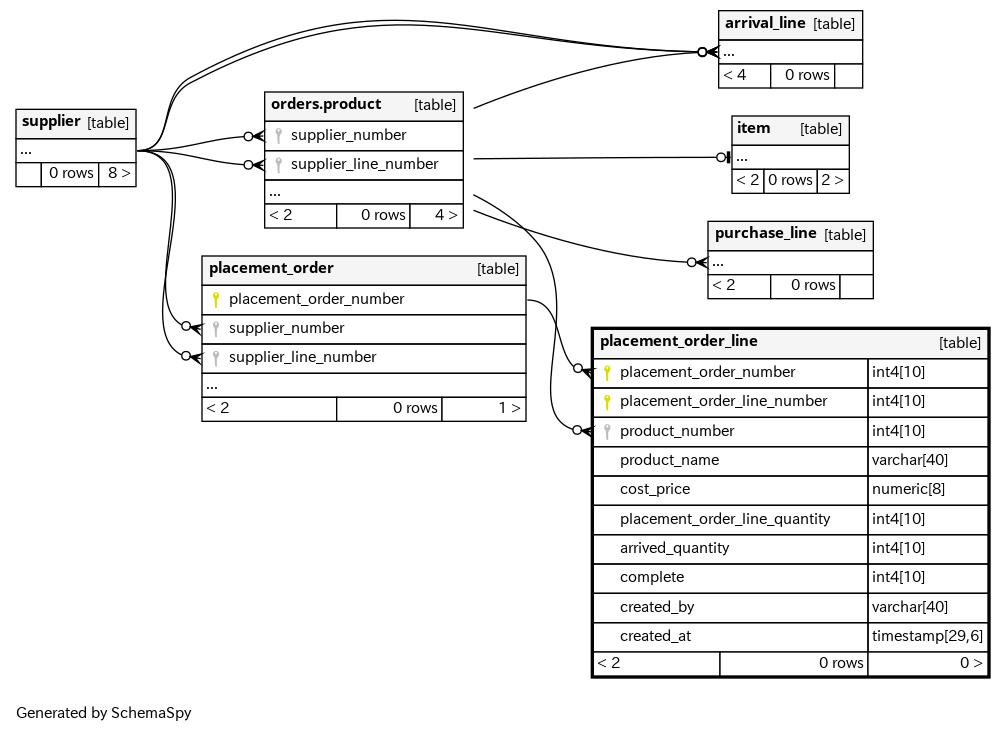 arrival_line [table]
...
< 4 0 rows
orders.product [table]
supplier_number
supplier_line_number
...
< 2 0 rows 4 >
supplier [table]
...
0 rows 8 >
item [table]
...
< 2 0 rows 2 >
purchase_line [table]
...
< 2 0 rows
placement_order [table]
placement_order_number
supplier_number
supplier_line_number
...
< 2 0 rows 1 >
placement_order_line [table]
placement_order_number int4[10]
placement_order_line_number int4[10]
product_number int4[10]
product_name varchar[40]
cost_price numeric[8]
placement_order_line_quantity int4[10]
arrived_quantity int4[10]
complete int4[10]
created_by varchar[40]
created_at timestamp[29,6]
< 2 0 rows 0 >
Generated by SchemaSpy